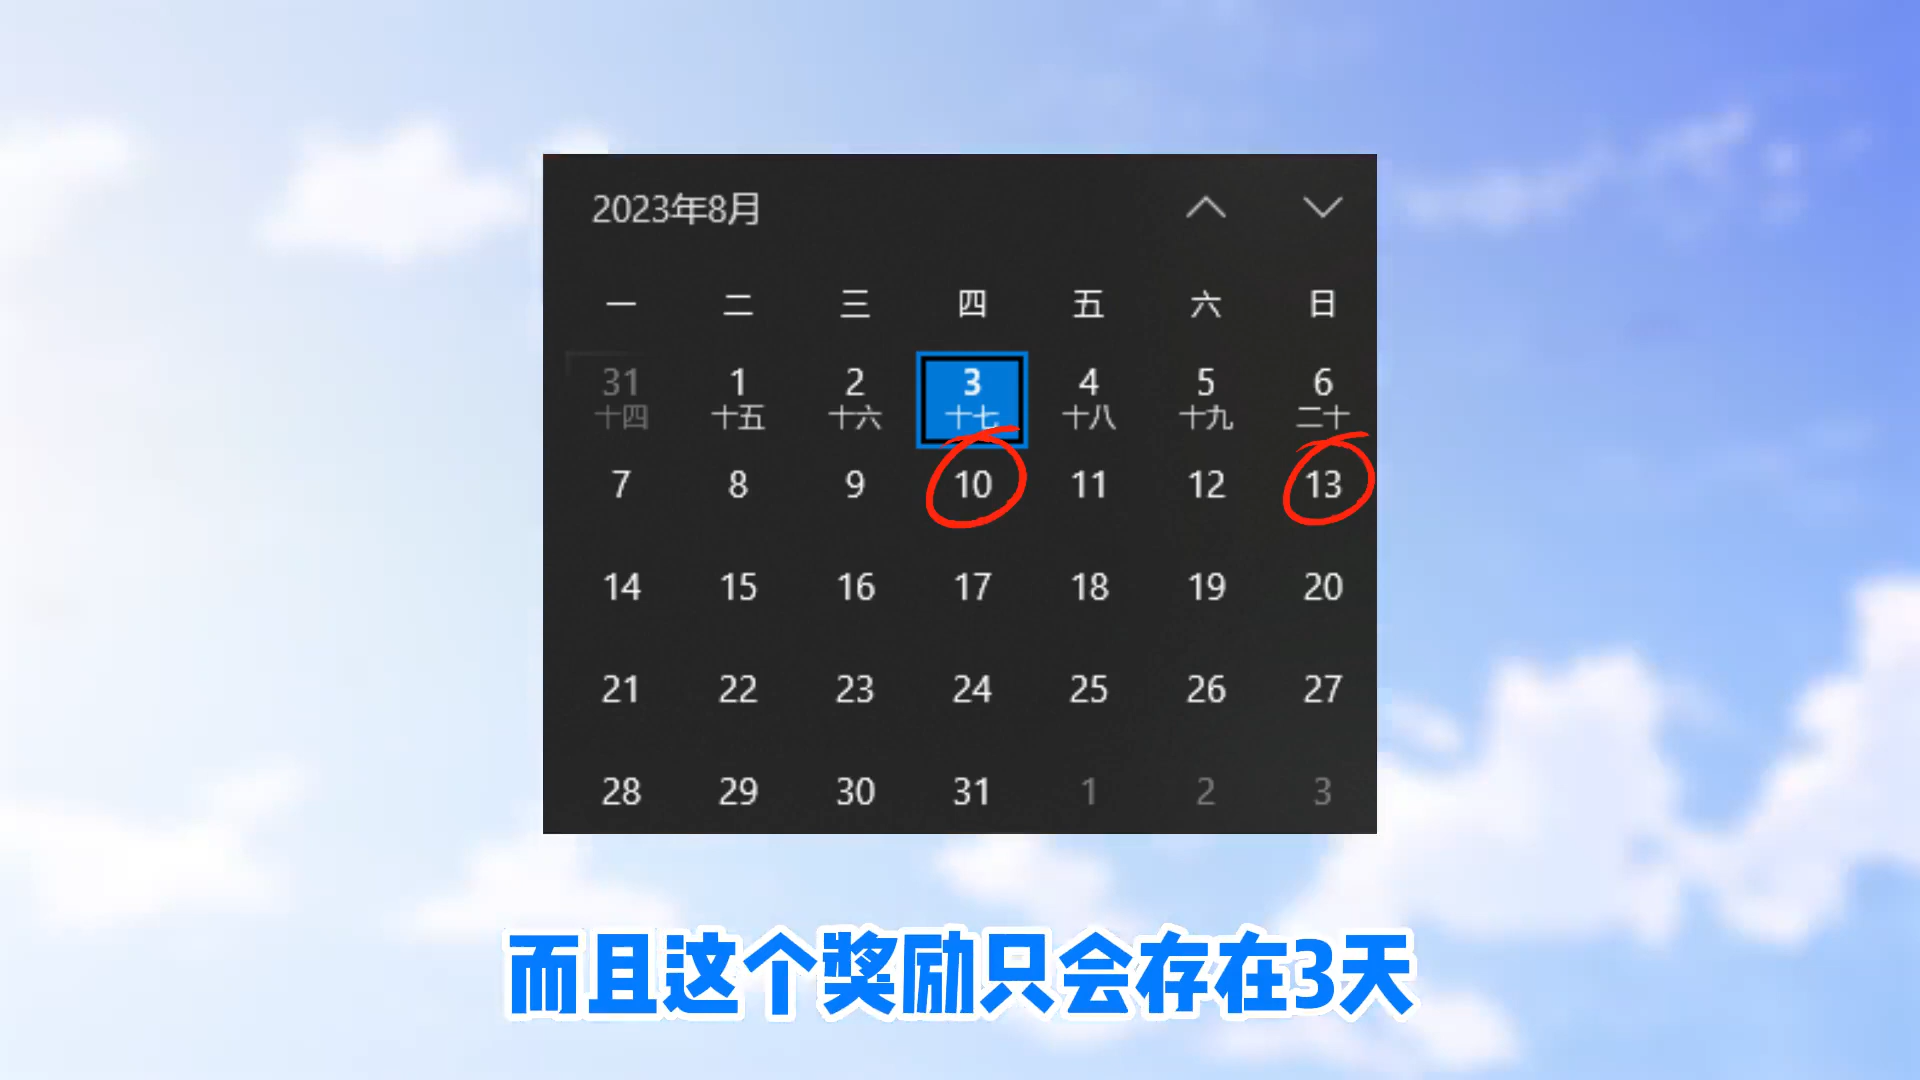 2023年8月
一 二 三 四 五 六 日
31 1 2 3 4 5 6
十四 十五 十六 十七 十八 十九 二十
7 8 9 10 11 12 13
14 15 16 17 18 19 20
21 22 23 24 25 26 27
28 29 30 31 1 2 3
而且这个奖励只会存在3天